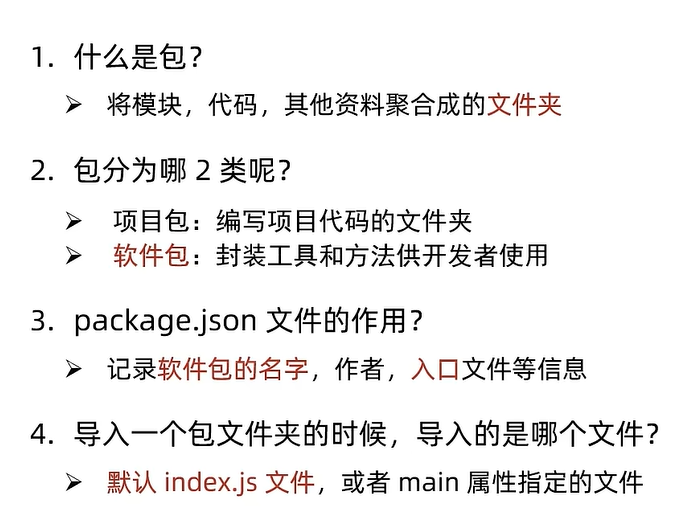 1. 什么是包？
➢ 将模块，代码，其他资料聚合成的文件夹
2. 包分为哪 2 类呢？
➢ 项目包：编写项目代码的文件夹
➢ 软件包：封装工具和方法供开发者使用
3. package.json 文件的作用？
➢ 记录软件包的名字，作者，入口文件等信息
4. 导入一个包文件夹的时候，导入的是哪个文件？
➢ 默认 index.js 文件，或者 main 属性指定的文件